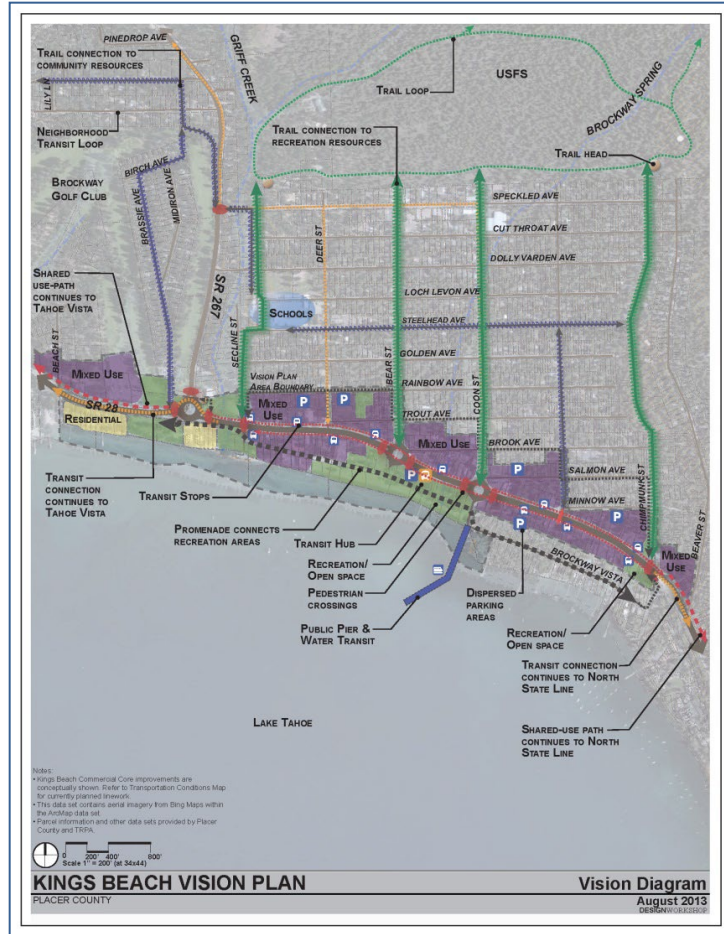 PINEDROP AVE
TRAIL CONNECTION TO
COMMUNITY RESOURCES
GRIFF CREEK
USFS
TRAIL LOOP
BROCKWAY SPRING
LILY LN
NEIGHBORHOOD
TRANSIT LOOP
TRAIL CONNECTION TO
RECREATION RESOURCES
TRAIL HEAD
BIRCH AVE
BROCKWAY
GOLF CLUB
BRASSIE AVE
MIDIRON AVE
SPECKLED AVE
DEER ST
CUT THROAT AVE
DOLLY VARDEN AVE
SHARED
USE-PATH
CONTINUES TO
TAHOE VISTA
SR 267
LOCH LEVON AVE
SCHOOLS
STEELHEAD AVE
SECLINE ST
BEACH ST
GOLDEN AVE
MIXED USE
VISION PLAN
AREA BOUNDARY
BEAR ST
RAINBOW AVE
COON ST
MIXED
USE
P
P
TROUT AVE
SR 28
RESIDENTIAL
MIXED USE
BROOK AVE
P
P
SALMON AVE
CHIMPMUNK ST
TRANSIT
CONNECTION
CONTINUES TO
TAHOE VISTA
TRANSIT STOPS
MINNOW AVE
P
BEAVER ST
PROMENADE CONNECTS
RECREATION AREAS
TRANSIT HUB
P
MIXED
USE
BROCKWAY VISTA
RECREATION/
OPEN SPACE
PEDESTRIAN
CROSSINGS
DISPERSED
PARKING
AREAS
PUBLIC PIER &
WATER TRANSIT
RECREATION/
OPEN SPACE
TRANSIT CONNECTION
CONTINUES TO NORTH
STATE LINE
LAKE TAHOE
SHARED-USE PATH
CONTINUES TO NORTH
STATE LINE
Notes:
• Kings Beach Commercial Core improvements are
conceptually shown. Refer to Transportation Conditions Map
for currently planned linework.
• This data set contains aerial imagery from Bing Maps within
the ArcMap data set.
• Parcel information and other data sets provided by Placer
County and TRPA.
0 200' 400' 800'
Scale 1" = 200' (at 34x44)
KINGS BEACH VISION PLAN
Vision Diagram
PLACER COUNTY
August 2013
DESIGNWORKSHOP